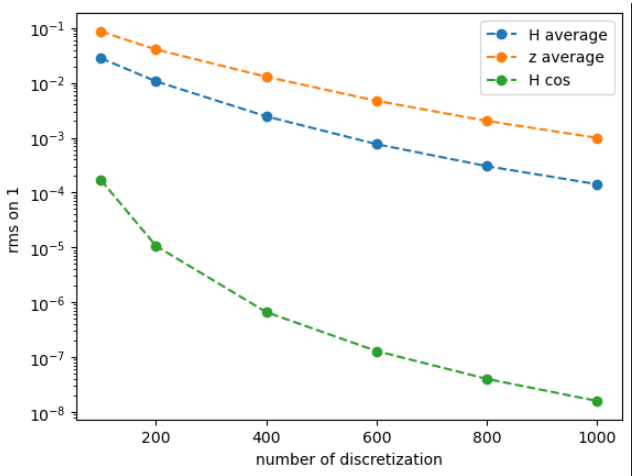 10⁻¹
10⁻²
10⁻³
10⁻⁴
10⁻⁵
10⁻⁶
10⁻⁷
10⁻⁸
rms on 1
H average
z average
H cos
200 400 600 800 1000
number of discretization